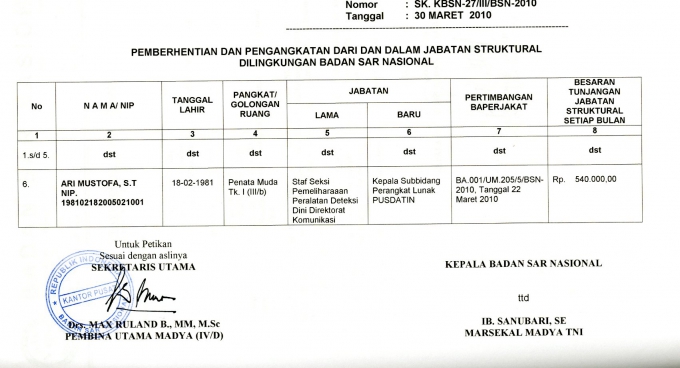 Nomor : SK. KBSN-27/III/BSN-2010
Tanggal : 30 MARET 2010
PEMBERHENTIAN DAN PENGANGKATAN DARI DAN DALAM JABATAN STRUKTURAL
DILINGKUNGAN BADAN SAR NASIONAL
No N A M A/ NIP TANGGAL LAHIR PANGKAT/ GOLONGAN RUANG JABATAN PERTIMBANGAN BAPERJAKAT BESARAN TUNJANGAN JABATAN STRUKTURAL SETIAP BULAN
LAMA BARU
1 2 3 4 5 6 7 8
1.s/d 5. dst dst dst dst dst dst dst
6. ARI MUSTOFA, S.T 18-02-1981 Penata Muda Staf Seksi Kepala Subbidang BA.001/UM.205/5/BSN- Rp. 540.000,00
NIP. Tk. I (III/b) Pemeliharaaan Perangkat Lunak 2010, Tanggal 22
198102182005021001 Peralatan Deteksi PUSDATIN Maret 2010
Dini Direktorat
Komunikasi
Untuk Petikan
Sesuai dengan aslinya
SEKRETARIS UTAMA
KEPALA BADAN SAR NASIONAL
REPUBLIK INDONESIA
KANTOR PUSAT
BADAN SAR NASIONAL
ttd
Drs. MAX RULAND B., MM, M.Sc
PEMBINA UTAMA MADYA (IV/D)
IB. SANUBARI, SE
MARSEKAL MADYA TNI